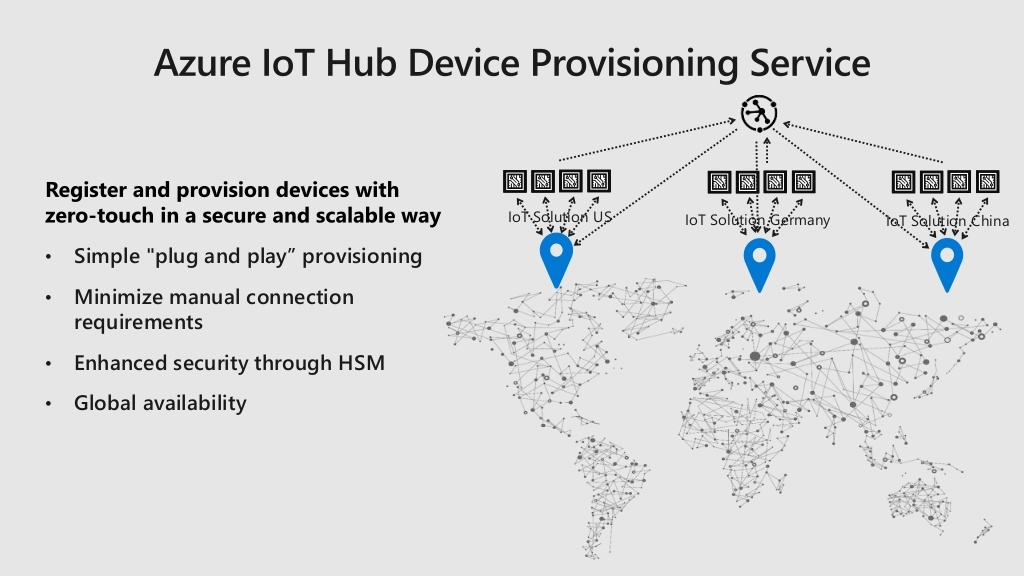 Azure IoT Hub Device Provisioning Service
Register and provision devices with
zero-touch in a secure and scalable way
• Simple "plug and play” provisioning
• Minimize manual connection
requirements
• Enhanced security through HSM
• Global availability
IoT Solution US
IoT Solution Germany
IoT Solution China